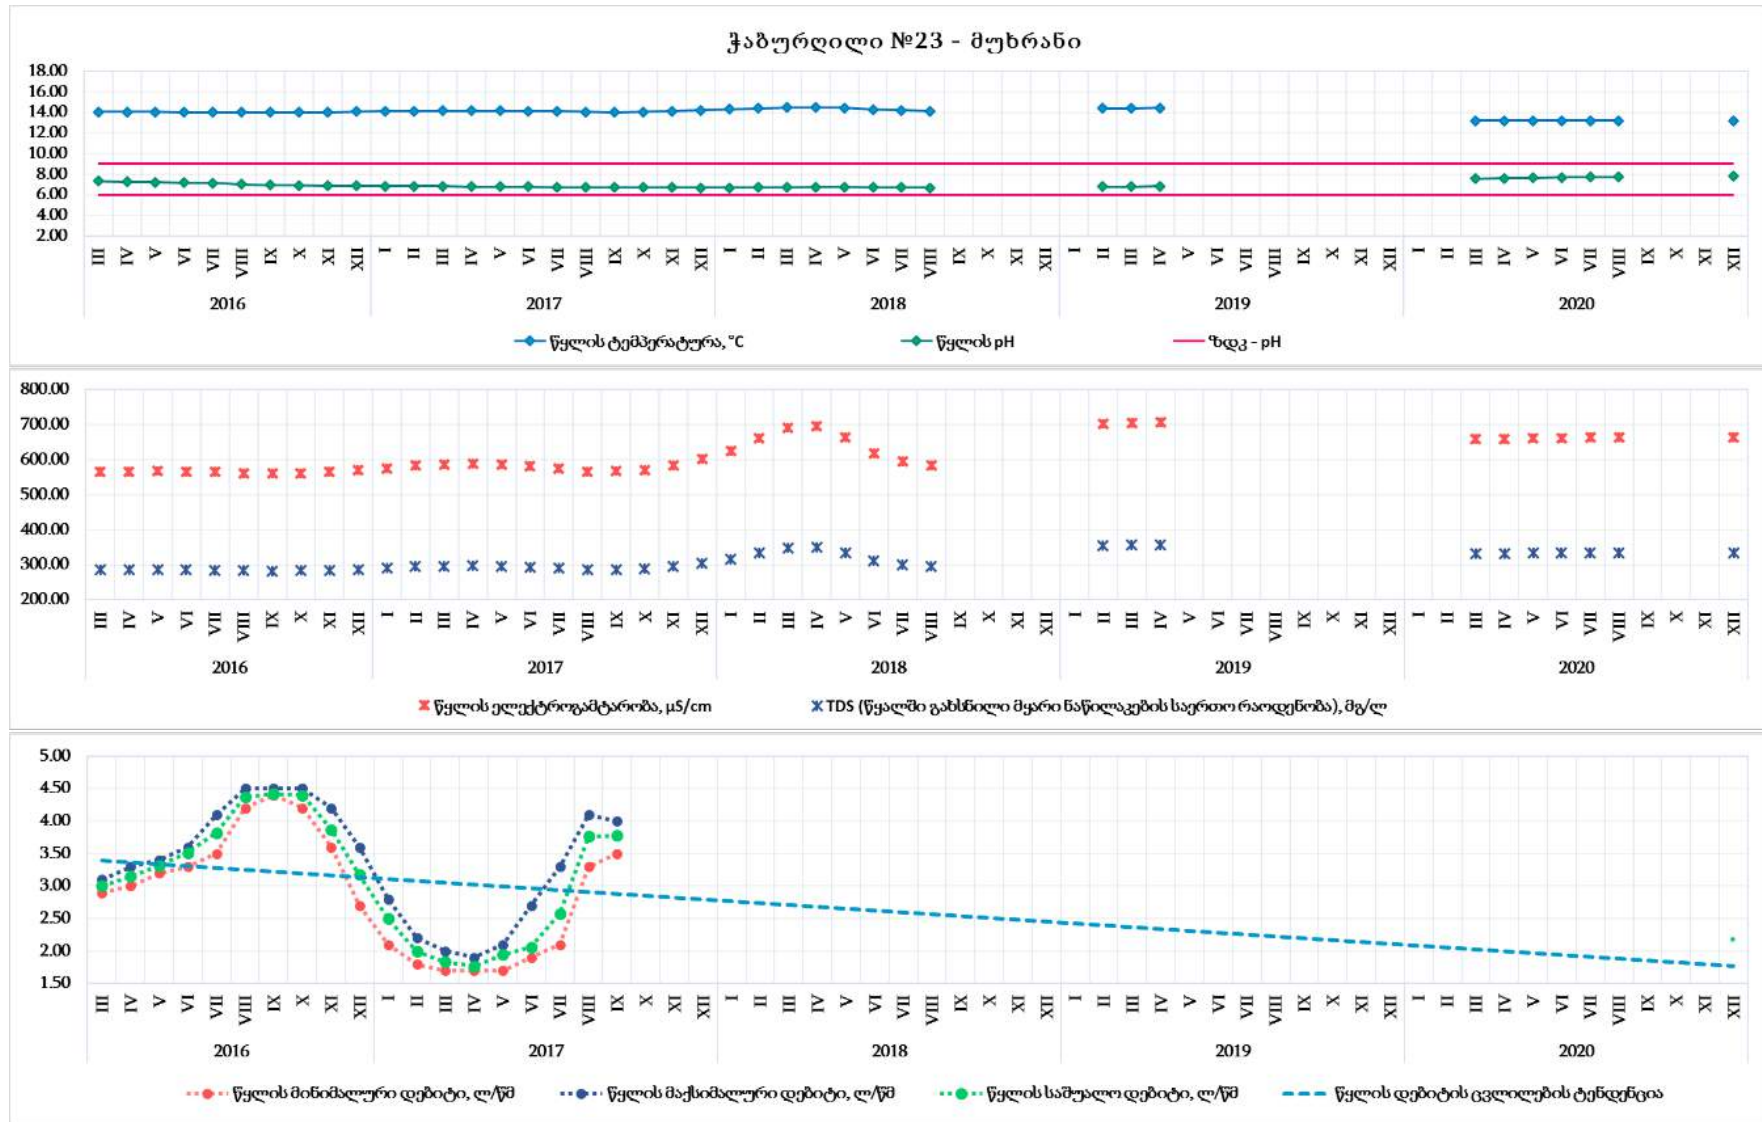 ჭაბურღილი №23 - მუხრანი
18.00
16.00
14.00
12.00
10.00
8.00
6.00
4.00
2.00
III IV V VI VII VIII IX X XI XII I II III IV V VI VII VIII IX X XI XII I II III IV V VI VII VIII IX X XI XII I II III IV V VI VII VIII IX X XI XII I II III IV V VI VII VIII IX X XI XII
2016 2017 2018 2019 2020
წყლის ტემპერატურა, °C წყლის pH ზდკ - pH
800.00
700.00
600.00
500.00
400.00
300.00
200.00
III IV V VI VII VIII IX X XI XII I II III IV V VI VII VIII IX X XI XII I II III IV V VI VII VIII IX X XI XII I II III IV V VI VII VIII IX X XI XII I II III IV V VI VII VIII IX X XI XII
2016 2017 2018 2019 2020
წყლის ელექტროგამტარობა, µS/cm TDS (წყალში გახსნილი მყარი ნაწილაკების საერთო რაოდენობა), მგ/ლ
5.00
4.50
4.00
3.50
3.00
2.50
2.00
1.50
III IV V VI VII VIII IX X XI XII I II III IV V VI VII VIII IX X XI XII I II III IV V VI VII VIII IX X XI XII I II III IV V VI VII VIII IX X XI XII I II III IV V VI VII VIII IX X XI XII
2016 2017 2018 2019 2020
წყლის მინიმალური დებიტი, ლ/წმ წყლის მაქსიმალური დებიტი, ლ/წმ წყლის საშუალო დებიტი, ლ/წმ წყლის დებიტის ცვლილების ტენდენცია